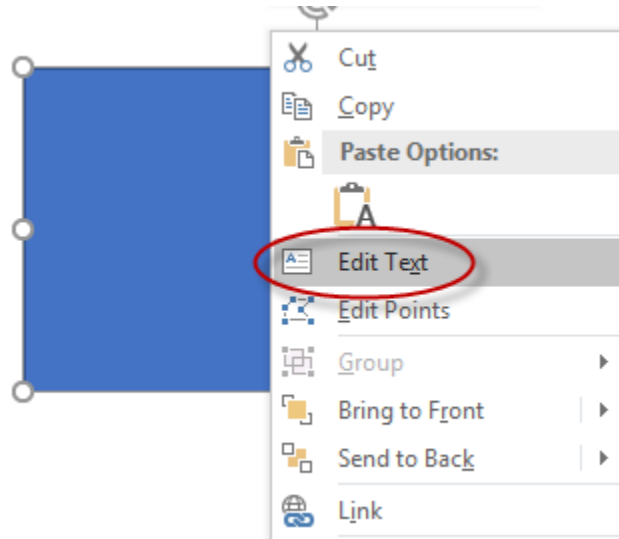 Cut
Copy
Paste Options:
A
Edit Text
Edit Points
Group
Bring to Front
Send to Back
Link